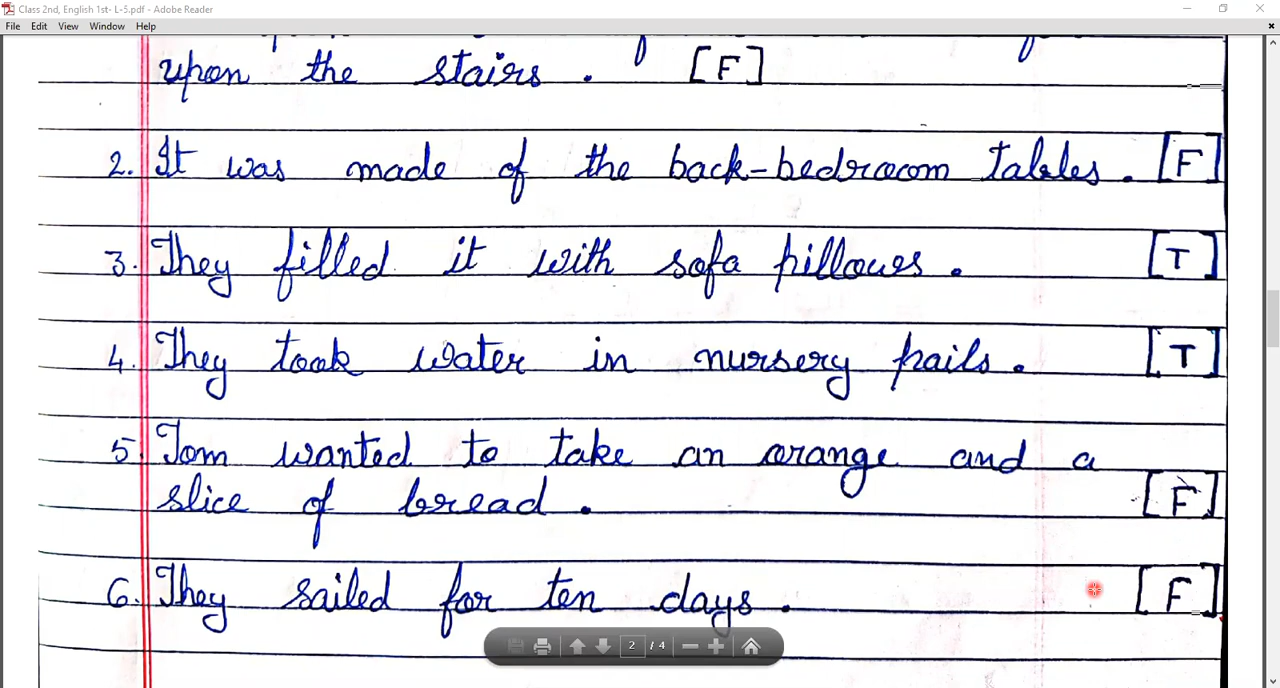 Class 2nd, English 1st- L-5.pdf - Adobe Reader
File Edit View Window Help
upon the stairs. [F]
2. It was made of the back-bedroom tables. [F]
3. They filled it with sofa pillows. [T]
4. They took water in nursery pails. [T]
5. Tom wanted to take an orange and a
slice of bread. [F]
6. They sailed for ten days. [F]
2 / 4